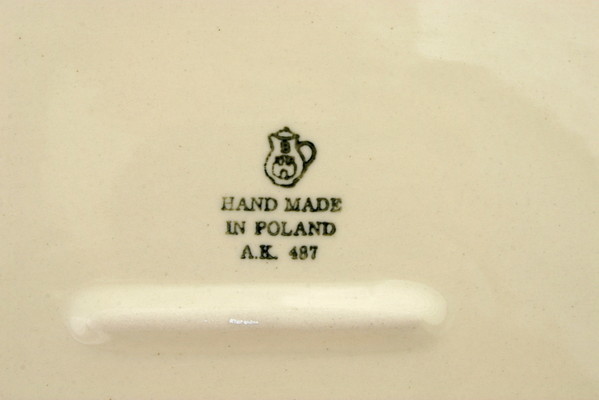 HAND MADE
IN POLAND
A.K. 487